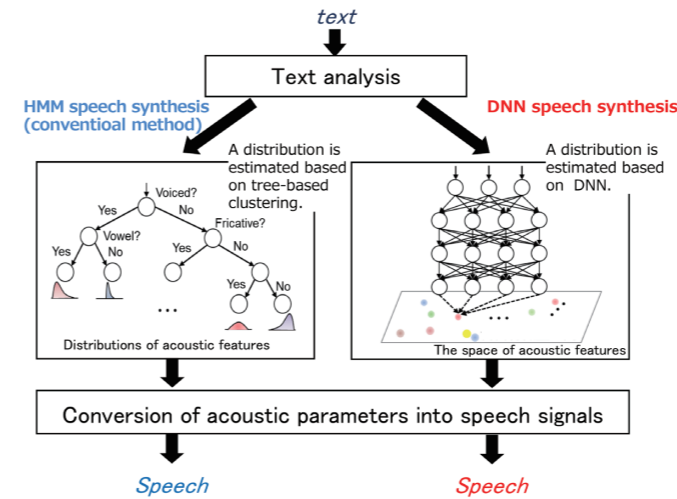 text
Text analysis
HMM speech synthesis
(conventioal method)
DNN speech synthesis
A distribution is
estimated based
on tree-based
clustering.
Voiced?
Yes
No
Vowel?
Fricative?
Yes
No
Yes
No
Yes
No
...
Distributions of acoustic features
A distribution is
estimated based
on DNN.
...
The space of acoustic features
Conversion of acoustic parameters into speech signals
Speech
Speech